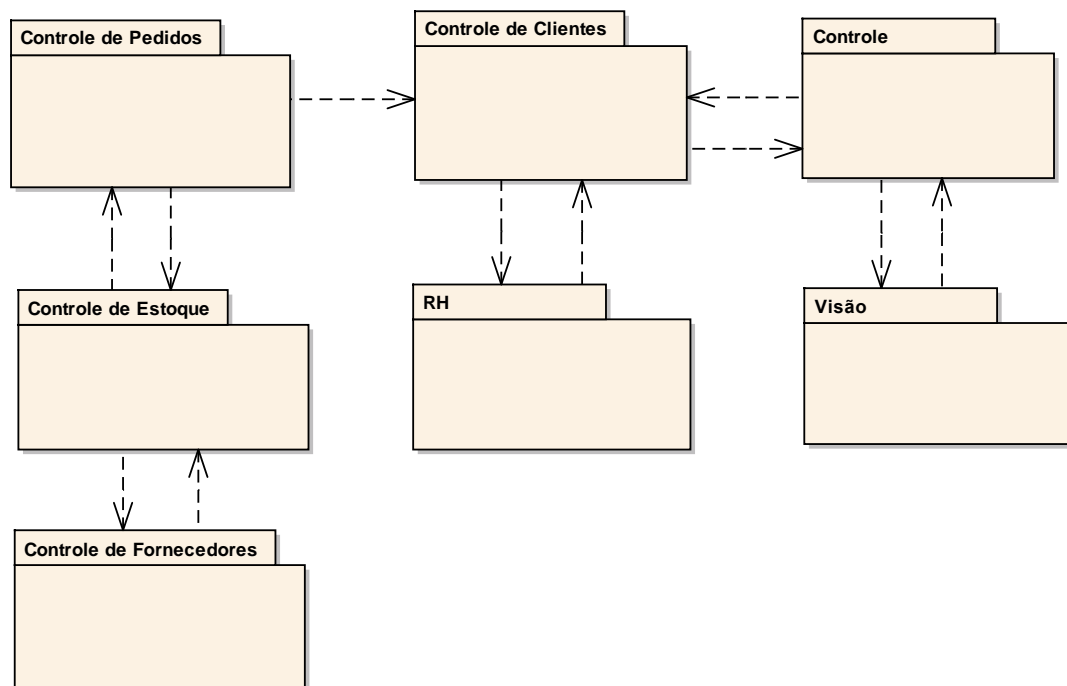 Controle de Pedidos
Controle de Clientes
Controle
Controle de Estoque
RH
Visão
Controle de Fornecedores